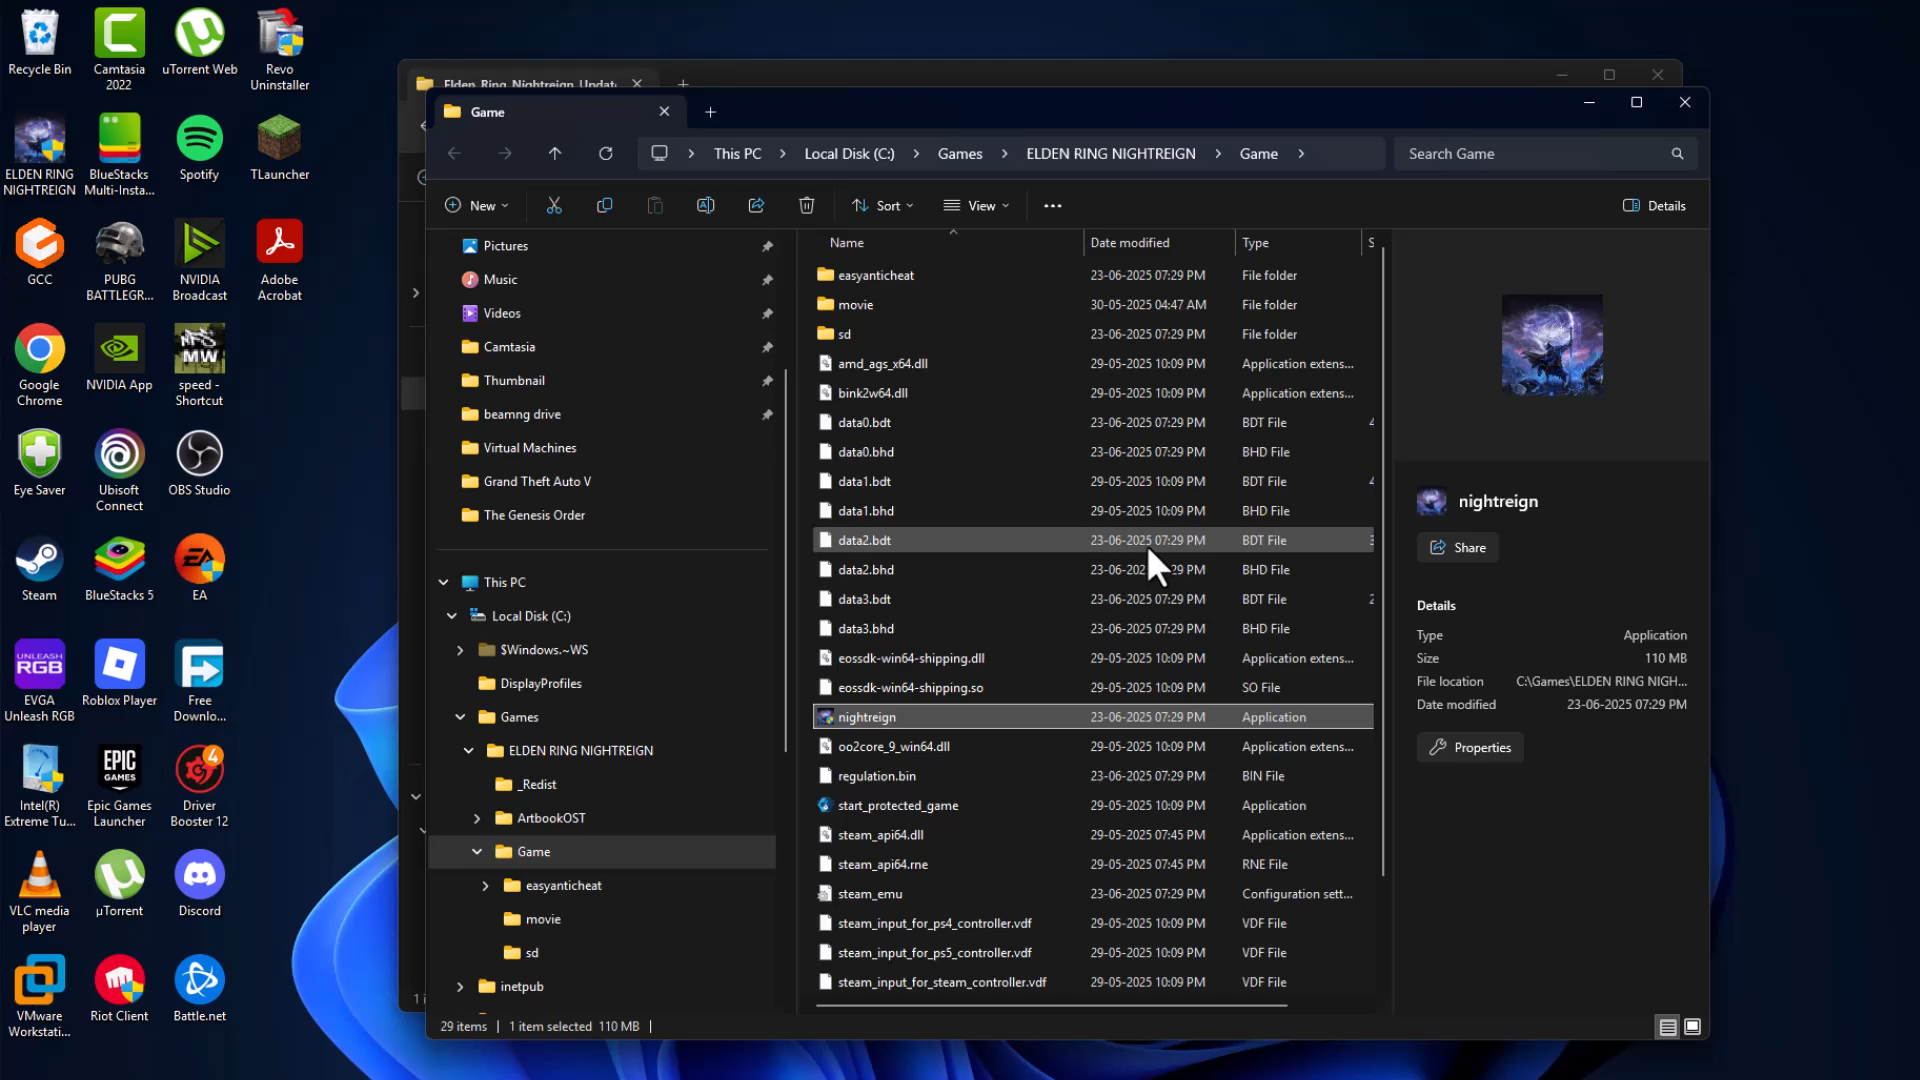 Recycle Bin
Camtasia
2022
uTorrent Web
Revo
Uninstaller
ELDEN RING
NIGHTREIGN
BlueStacks
Multi-Insta...
Spotify
TLauncher
GCC
PUBG
BATTLEGR...
NVIDIA
Broadcast
Adobe
Acrobat
Google
Chrome
NVIDIA App
speed -
Shortcut
Eye Saver
Ubisoft
Connect
OBS Studio
Steam
BlueStacks 5
EA
UNLEASH
RGB
EVGA
Unleash RGB
Roblox Player
Free
Downlo...
Intel(R)
Extreme Tu...
EPIC
GAMES
Epic Games
Launcher
4
Driver
Booster 12
VLC media
player
µTorrent
Discord
VMware
Workstati...
Riot Client
Battle.net
Elden Ring Nightreign Updat
Game
This PC
Local Disk (C:)
Games
ELDEN RING NIGHTREIGN
Game
Search Game
New
Sort
View
Details
Pictures
Music
Videos
Camtasia
Thumbnail
beamng drive
Virtual Machines
Grand Theft Auto V
The Genesis Order
This PC
Local Disk (C:)
$Windows.~WS
DisplayProfiles
Games
ELDEN RING NIGHTREIGN
_Redist
ArtbookOST
Game
easyanticheat
movie
sd
inetpub
Name Date modified Type S
easyanticheat 23-06-2025 07:29 PM File folder
movie 30-05-2025 04:47 AM File folder
sd 23-06-2025 07:29 PM File folder
amd_ags_x64.dll 29-05-2025 10:09 PM Application extens...
bink2w64.dll 29-05-2025 10:09 PM Application extens...
data0.bdt 23-06-2025 07:29 PM BDT File 4
data0.bhd 23-06-2025 07:29 PM BHD File
data1.bdt 29-05-2025 10:09 PM BDT File 4
data1.bhd 29-05-2025 10:09 PM BHD File
data2.bdt 23-06-2025 07:29 PM BDT File 3
data2.bhd 23-06-202 29 PM BHD File
data3.bdt 23-06-2025 07:29 PM BDT File 2
data3.bhd 23-06-2025 07:29 PM BHD File
eossdk-win64-shipping.dll 29-05-2025 10:09 PM Application extens...
eossdk-win64-shipping.so 29-05-2025 10:09 PM SO File
nightreign 23-06-2025 07:29 PM Application
oo2core_9_win64.dll 29-05-2025 10:09 PM Application extens...
regulation.bin 23-06-2025 07:29 PM BIN File
start_protected_game 29-05-2025 10:09 PM Application
steam_api64.dll 29-05-2025 07:45 PM Application extens...
steam_api64.rne 29-05-2025 07:45 PM RNE File
steam_emu 23-06-2025 07:29 PM Configuration sett...
steam_input_for_ps4_controller.vdf 29-05-2025 10:09 PM VDF File
steam_input_for_ps5_controller.vdf 29-05-2025 10:09 PM VDF File
steam_input_for_steam_controller.vdf 29-05-2025 10:09 PM VDF File
nightreign
Share
Details
Type Application
Size 110 MB
File location C:\Games\ELDEN RING NIGH...
Date modified 23-06-2025 07:29 PM
Properties
29 items 1 item selected 110 MB